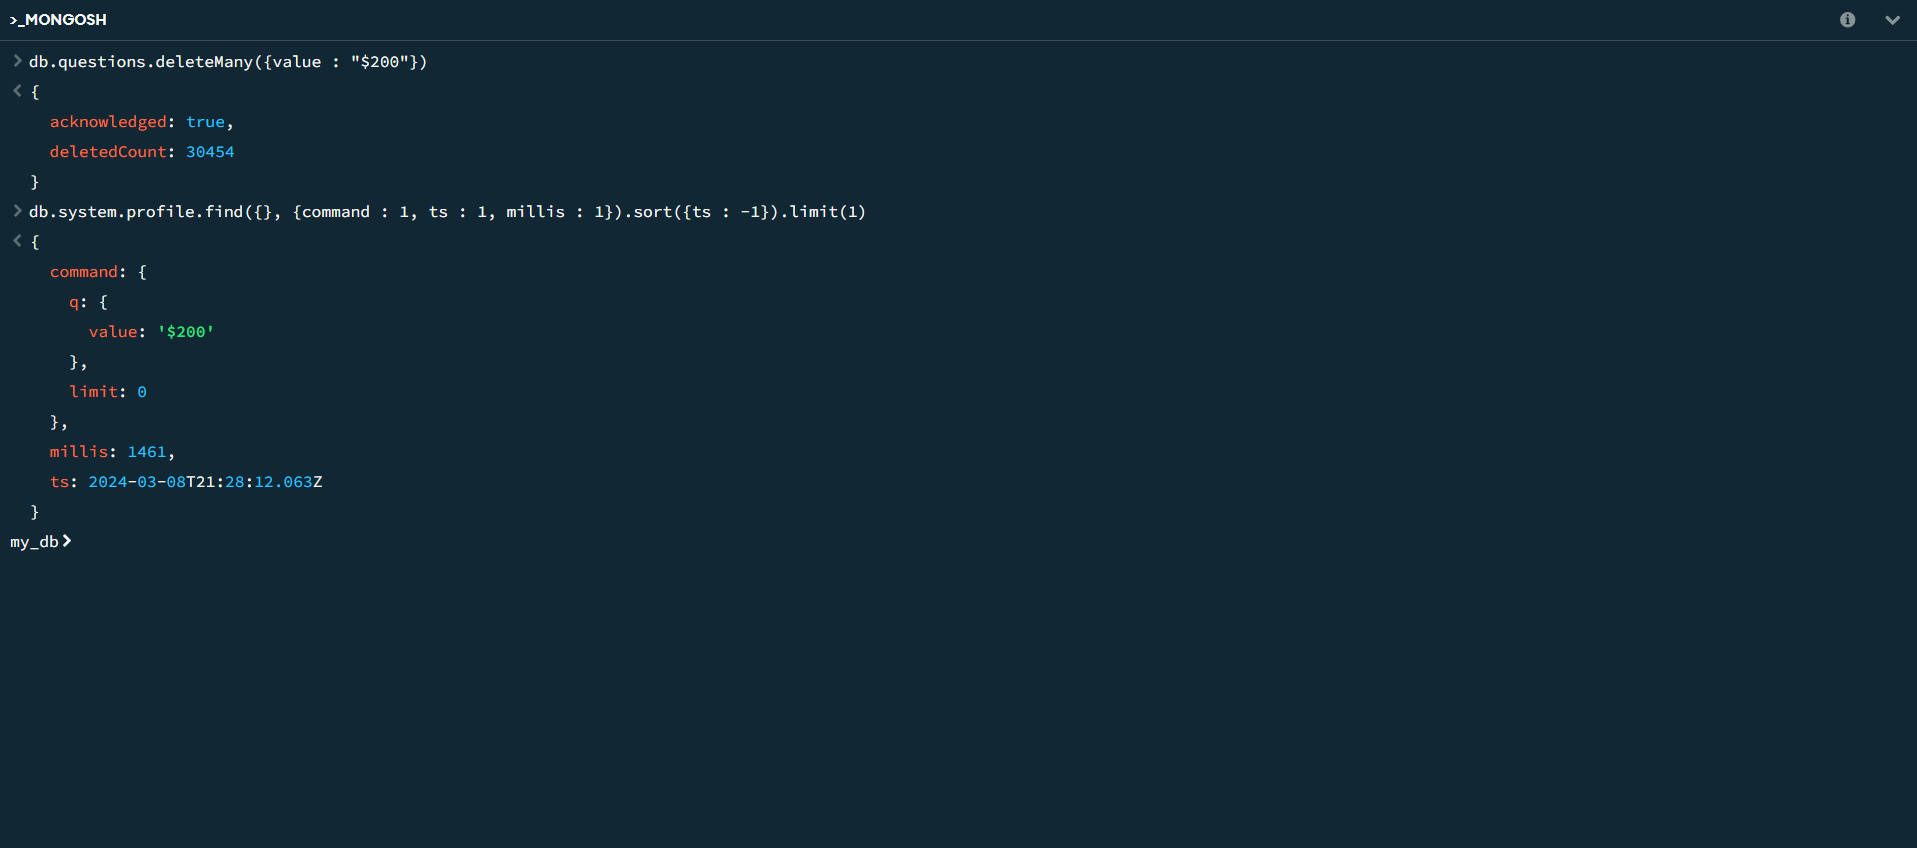 >_MONGOSH
> db.questions.deleteMany({value : "$200"})
< {
acknowledged: true,
deletedCount: 30454
}
> db.system.profile.find({}, {command : 1, ts : 1, millis : 1}).sort({ts : -1}).limit(1)
< {
command: {
q: {
value: '$200'
},
limit: 0
},
millis: 1461,
ts: 2024-03-08T21:28:12.063Z
}
my_db>